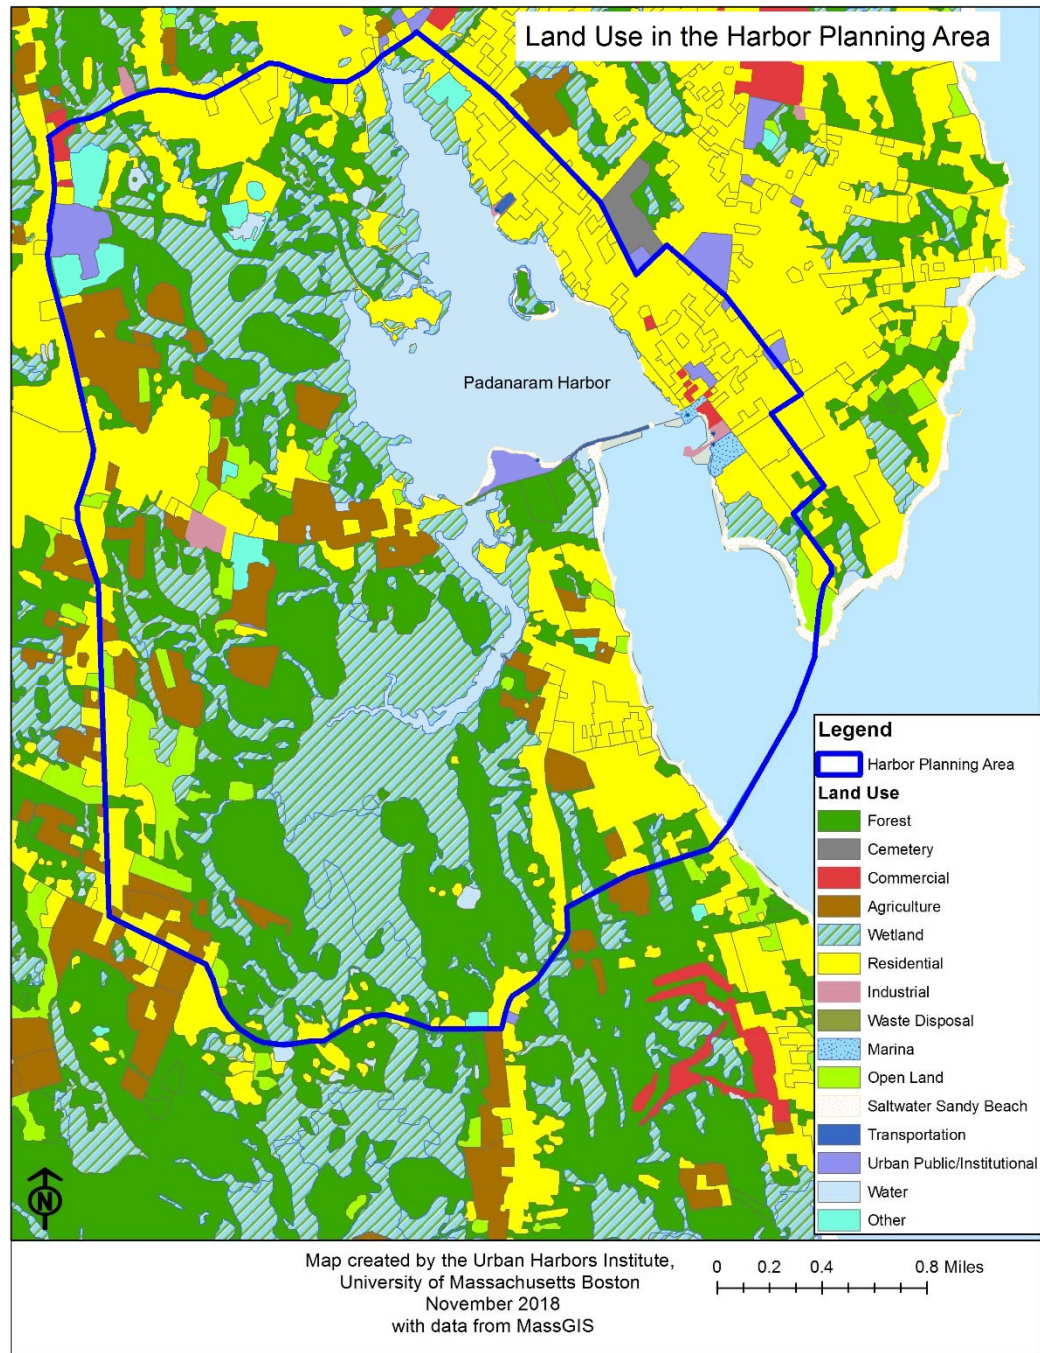 Land Use in the Harbor Planning Area
Padanaram Harbor
Legend
Harbor Planning Area
Land Use
Forest
Cemetery
Commercial
Agriculture
Wetland
Residential
Industrial
Waste Disposal
Marina
Open Land
Saltwater Sandy Beach
Transportation
Urban Public/Institutional
Water
Other
N
Map created by the Urban Harbors Institute,
University of Massachusetts Boston
November 2018
with data from MassGIS
0 0.2 0.4 0.8 Miles